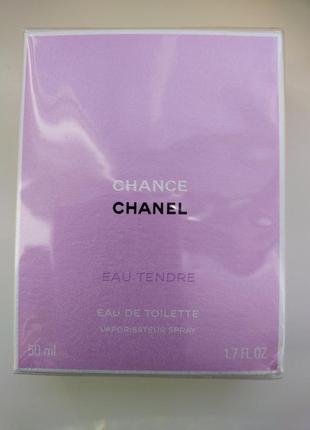 CHANCE
CHANEL
EAU TENDRE
EAU DE TOILETTE
VAPORISATEUR SPRAY
50 ml 1.7 FL.OZ